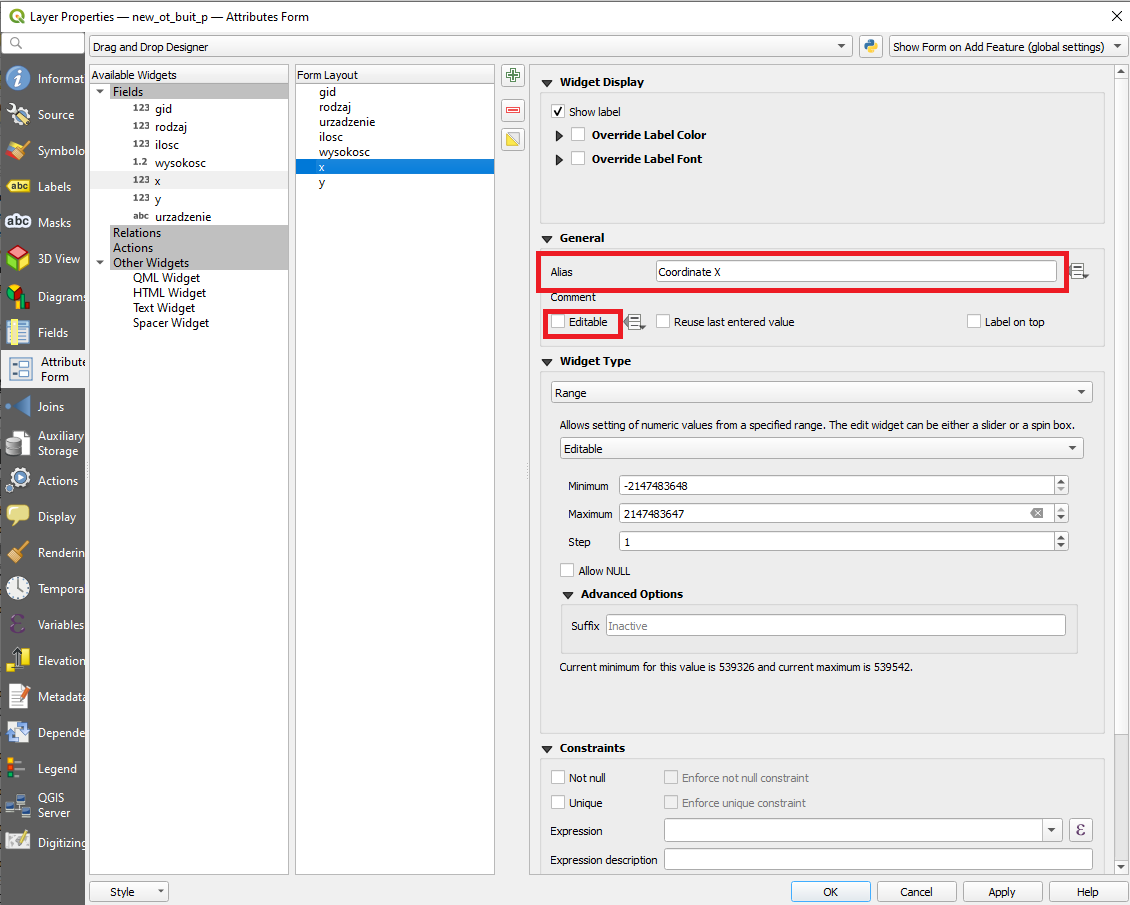 Layer Properties — new_ot_buit_p — Attributes Form
Drag and Drop Designer
Show Form on Add Feature (global settings)
Informat
Source
Symbolo
abc Labels
abc Masks
3D View
Diagrams
Fields
Attribute
Form
Joins
Auxiliary
Storage
Actions
Display
Renderin
Tempora
Variables
Elevation
Metadata
Depende
Legend
QGIS
Server
Digitizing
Available Widgets
Fields
123 gid
123 rodzaj
123 ilosc
1.2 wysokosc
123 x
123 y
abc urzadzenie
Relations
Actions
Other Widgets
QML Widget
HTML Widget
Text Widget
Spacer Widget
Form Layout
gid
rodzaj
urzadzenie
ilosc
wysokosc
x
y
Widget Display
Show label
Override Label Color
Override Label Font
General
Alias Coordinate X
Comment
Editable Reuse last entered value Label on top
Widget Type
Range
Allows setting of numeric values from a specified range. The edit widget can be either a slider or a spin box.
Editable
Minimum -2147483648
Maximum 2147483647
Step 1
Allow NULL
Advanced Options
Suffix Inactive
Current minimum for this value is 539326 and current maximum is 539542.
Constraints
Not null Enforce not null constraint
Unique Enforce unique constraint
Expression ε
Expression description
Style OK Cancel Apply Help